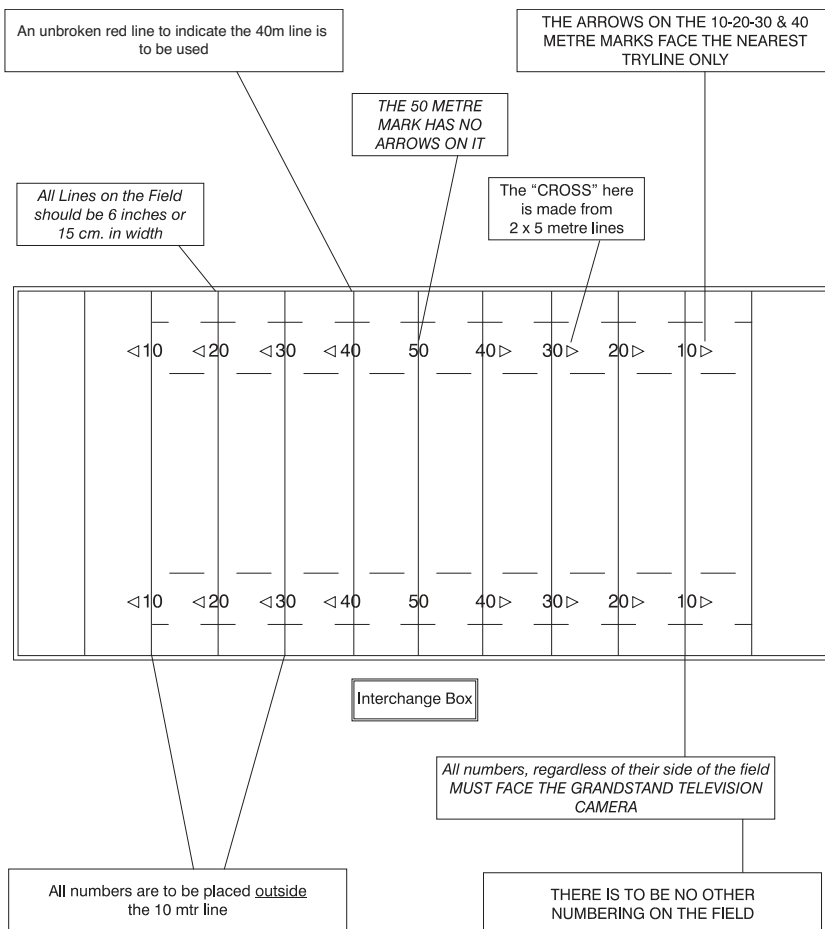 An unbroken red line to indicate the 40m line is
to be used
THE ARROWS ON THE 10-20-30 & 40
METRE MARKS FACE THE NEAREST
TRYLINE ONLY
THE 50 METRE
MARK HAS NO
ARROWS ON IT
All Lines on the Field
should be 6 inches or
15 cm. in width
The “CROSS” here
is made from
2 x 5 metre lines
10 20 30 40 50 40 30 20 10
10 20 30 40 50 40 30 20 10
Interchange Box
All numbers, regardless of their side of the field
MUST FACE THE GRANDSTAND TELEVISION
CAMERA
All numbers are to be placed outside
the 10 mtr line
THERE IS TO BE NO OTHER
NUMBERING ON THE FIELD